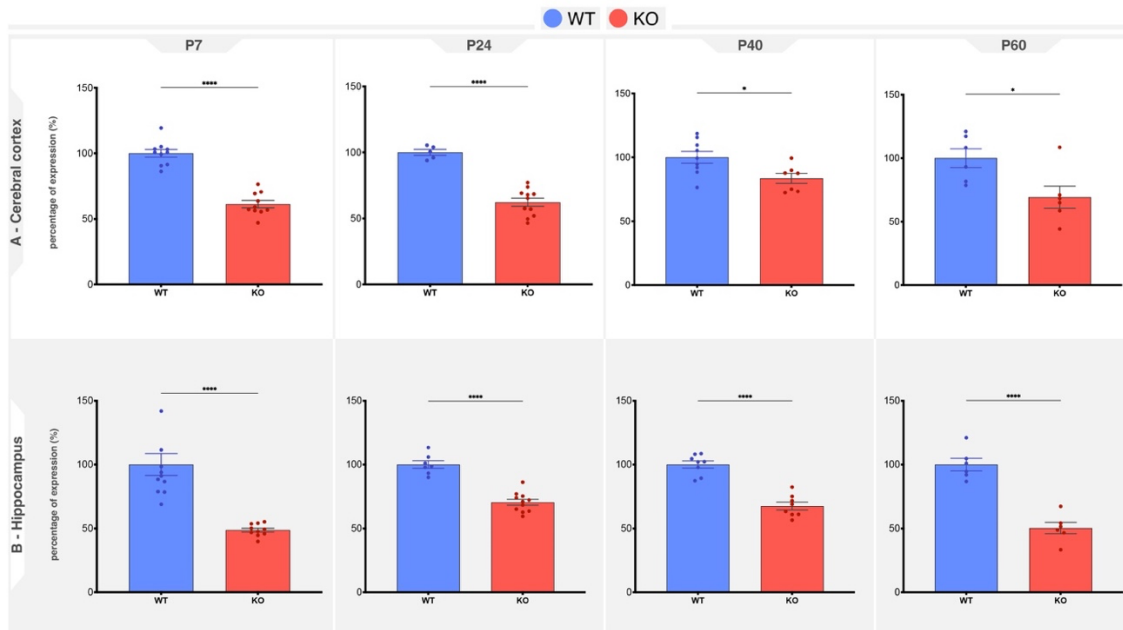 WT KO
P7 P24 P40 P60
A - Cerebral cortex
percentage of expression (%)
150 100 50 0
**** 
WT KO
150 100 50 0
****
WT KO
150 100 50 0
*
WT KO
150 100 50 0
*
WT KO
B - Hippocampus
percentage of expression (%)
150 100 50 0
****
WT KO
150 100 50 0
****
WT KO
150 100 50 0
****
WT KO
150 100 50 0
****
WT KO